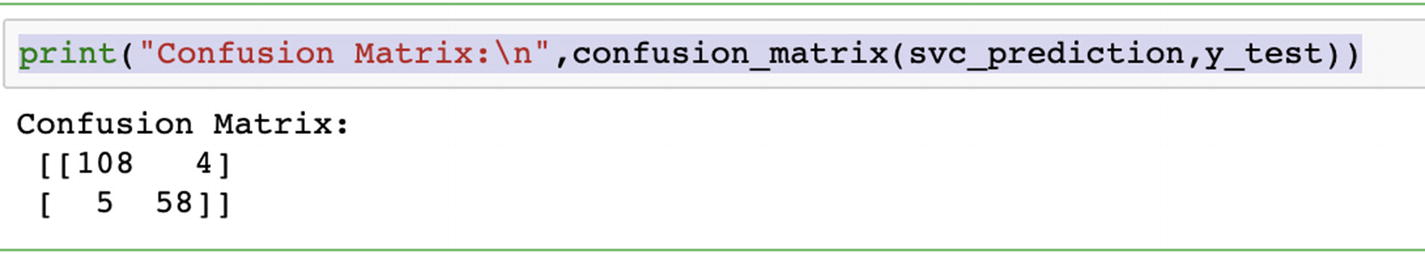 print("Confusion Matrix:\n",confusion_matrix(svc_prediction,y_test))
Confusion Matrix:
 [[108   4]
 [  5  58]]